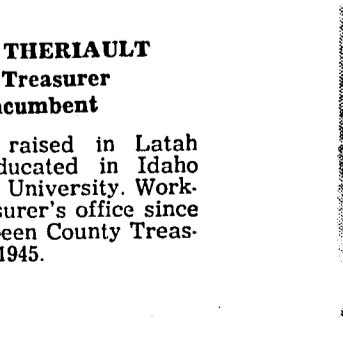 THERIAULT
Treasurer
ncumbent
raised in Latah
ducated in Idaho
University. Work-
surer's office since
een County Treas-
1945.